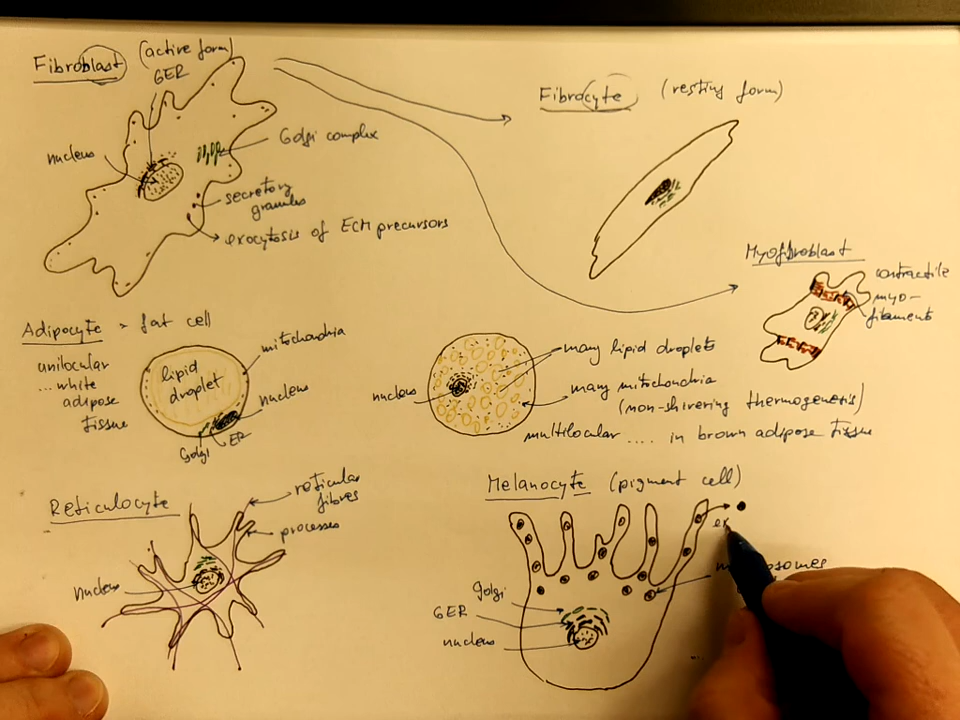 Fibroblast (active form)
GER
nucleus
Golgi complex
secretory
granules
exocytosis of ECM precursors
Fibrocyte (resting form)
Myofibroblast
contractile
myo-
filaments
Adipocyte > fat cell
unilocular
... white
adipose
tissue
lipid
droplet
mitochondria
nucleus
Golgi
ER
nucleus
many lipid droplets
many mitochondria
(non-shivering thermogenesis)
multilocular .... in brown adipose tissue
Reticulocyte
reticular
fibres
processes
nucleus
Melanocyte (pigment cell)
ex
golgi
GER
nucleus